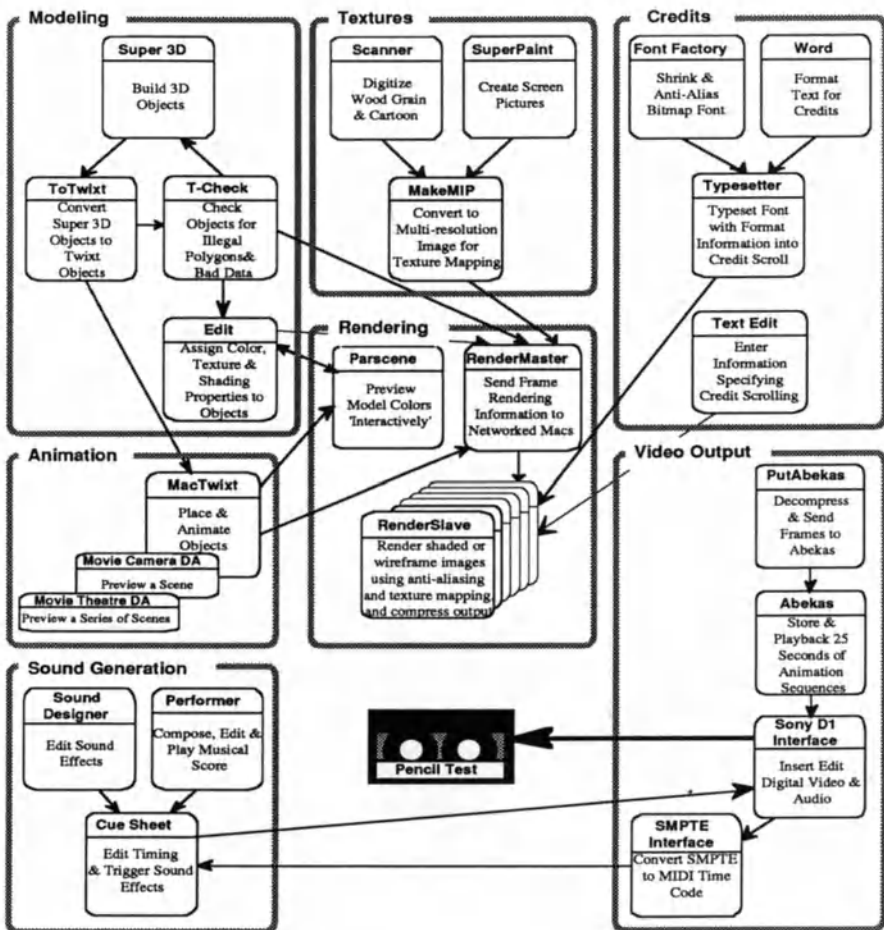 Modeling
Super 3D
Build 3D
Objects
ToTwixt
Convert
Super 3D
Objects to
Twixt
Objects
T-Check
Check
Objects for
Illegal
Polygons&
Bad Data
Edit
Assign Color,
Texture &
Shading
Properties to
Objects
Textures
Scanner
Digitize
Wood Grain
& Cartoon
SuperPaint
Create Screen
Pictures
MakeMIP
Convert to
Multi-resolution
Image for
Texture Mapping
Credits
Font Factory
Shrink &
Anti-Alias
Bitmap Font
Word
Format
Text for
Credits
Typesetter
Typeset Font
with Format
Information into
Credit Scroll
Text Edit
Enter
Information
Specifying
Credit Scrolling
Rendering
Parscene
Preview
Model Colors
'Interactively'
RenderMaster
Send Frame
Rendering
Information to
Networked Macs
RenderSlave
Render shaded or
wireframe images
using anti-aliasing
and texture mapping,
and compress output
Animation
MacTwixt
Place &
Animate
Objects
Movie Camera DA
Preview a Scene
Movie Theatre DA
Preview a Series of Scenes
Video Output
PutAbekas
Decompress
& Send
Frames to
Abekas
Abekas
Store &
Playback 25
Seconds of
Animation
Sequences
Sony D1
Interface
Insert Edit
Digital Video &
Audio
SMPTE
Interface
Convert SMPTE
to MIDI Time
Code
Sound Generation
Sound
Designer
Edit Sound
Effects
Performer
Compose, Edit &
Play Musical
Score
Cue Sheet
Edit Timing
& Trigger Sound
Effects
Pencil Test